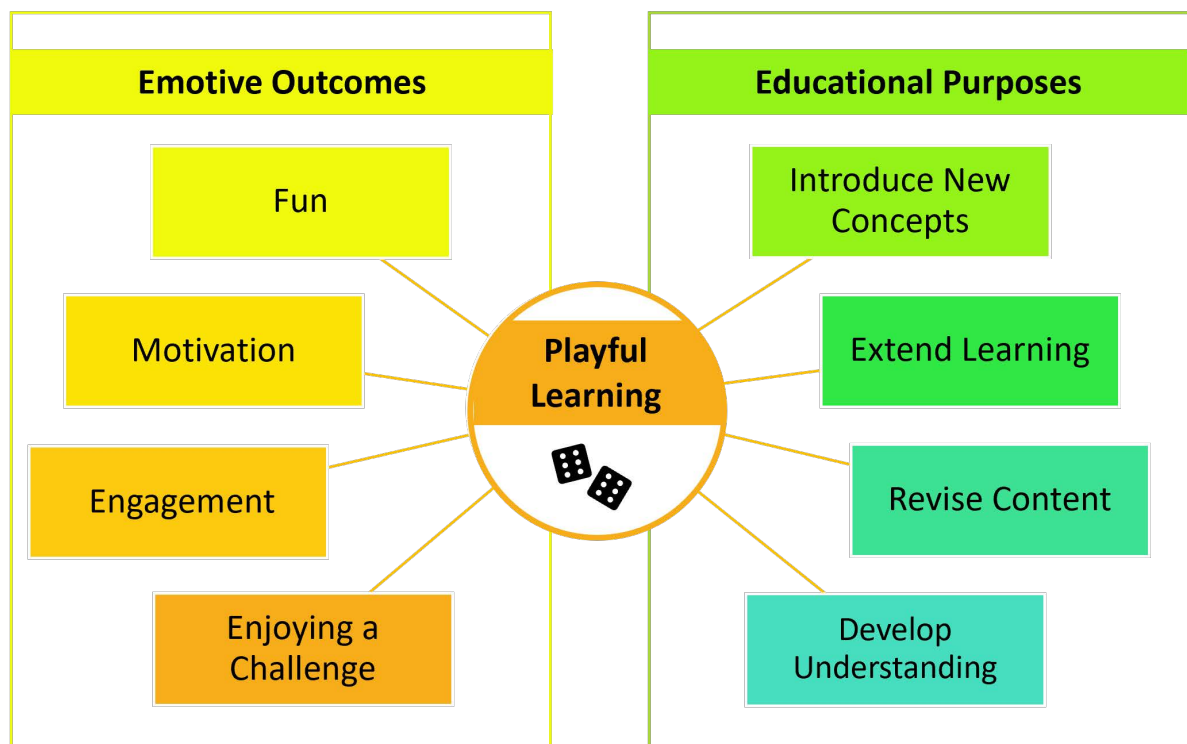 Emotive Outcomes
Fun
Motivation
Engagement
Enjoying a
Challenge
Playful
Learning
Educational Purposes
Introduce New
Concepts
Extend Learning
Revise Content
Develop
Understanding